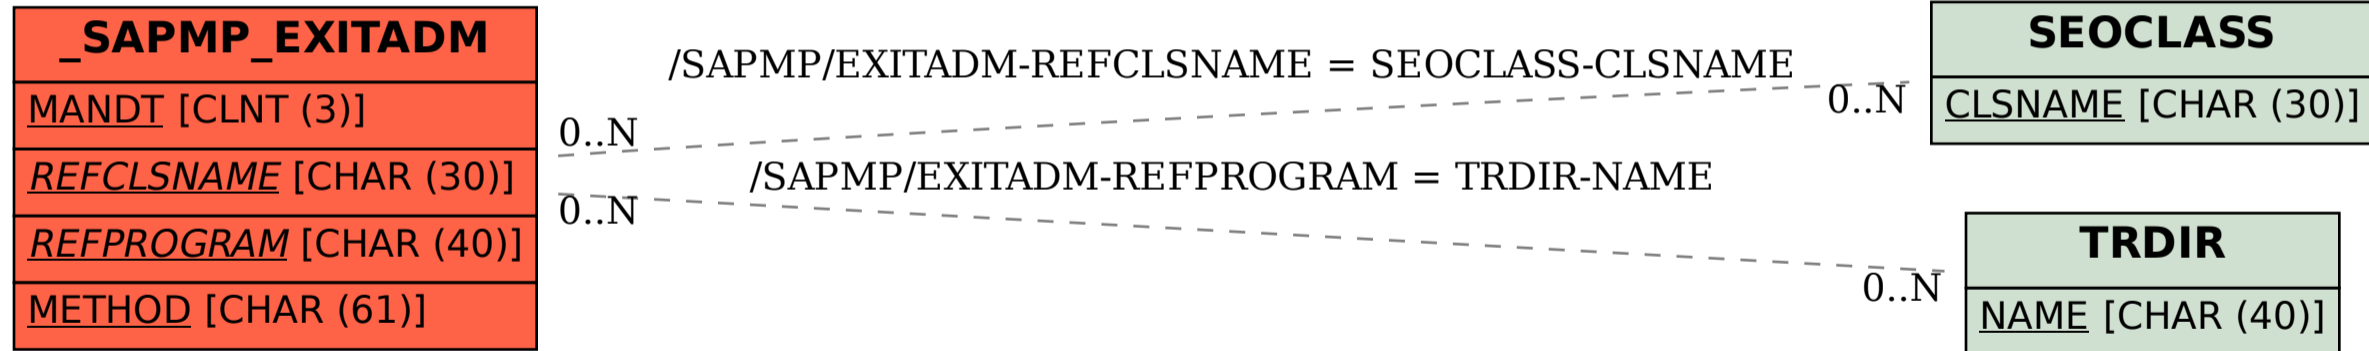 _SAPMP_EXITADM
MANDT [CLNT (3)]
REFCLSNAME [CHAR (30)]
REFPROGRAM [CHAR (40)]
METHOD [CHAR (61)]
/SAPMP/EXITADM-REFCLSNAME = SEOCLASS-CLSNAME
0..N
0..N
/SAPMP/EXITADM-REFPROGRAM = TRDIR-NAME
0..N
0..N
SEOCLASS
CLSNAME [CHAR (30)]
TRDIR
NAME [CHAR (40)]